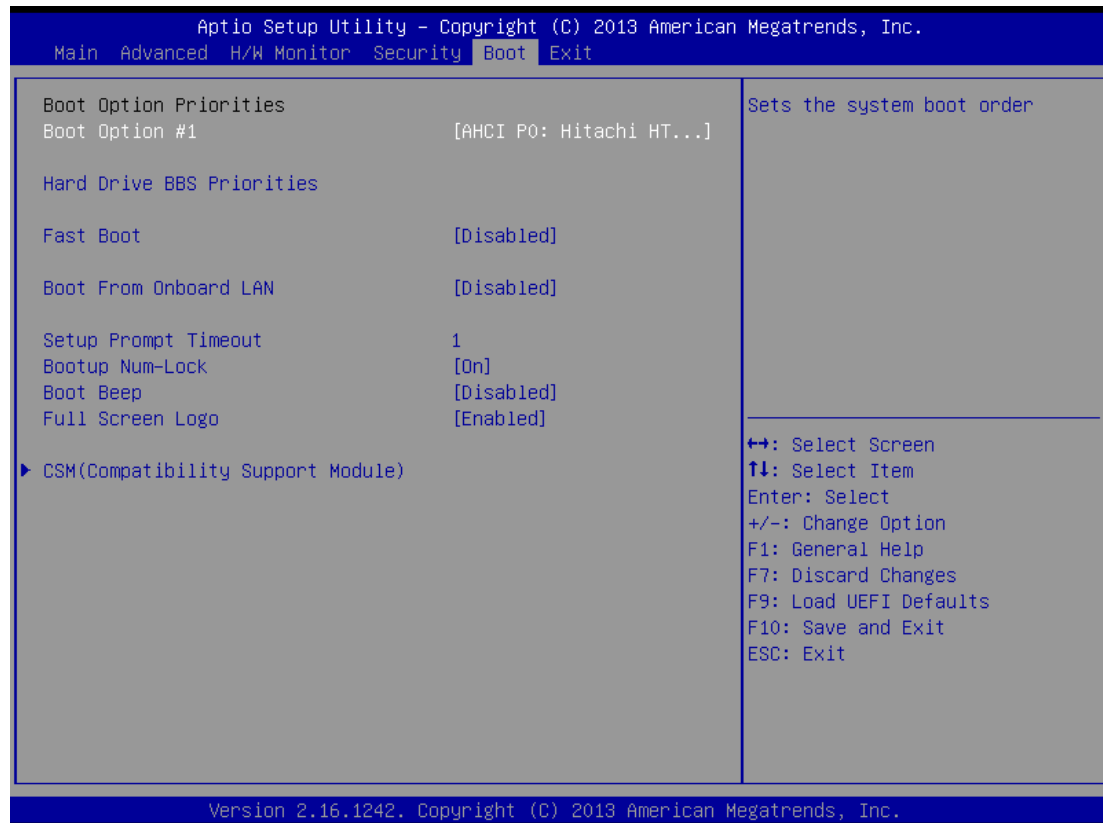 Aptio Setup Utility – Copyright (C) 2013 American Megatrends, Inc.
Main Advanced H/W Monitor Security Boot Exit
Boot Option Priorities
Boot Option #1 [AHCI P0: Hitachi HT...]
Hard Drive BBS Priorities
Fast Boot [Disabled]
Boot From Onboard LAN [Disabled]
Setup Prompt Timeout 1
Bootup Num-Lock [On]
Boot Beep [Disabled]
Full Screen Logo [Enabled]
▶ CSM(Compatibility Support Module)
Sets the system boot order
↔: Select Screen
↑↓: Select Item
Enter: Select
+/-: Change Option
F1: General Help
F7: Discard Changes
F9: Load UEFI Defaults
F10: Save and Exit
ESC: Exit
Version 2.16.1242. Copyright (C) 2013 American Megatrends, Inc.